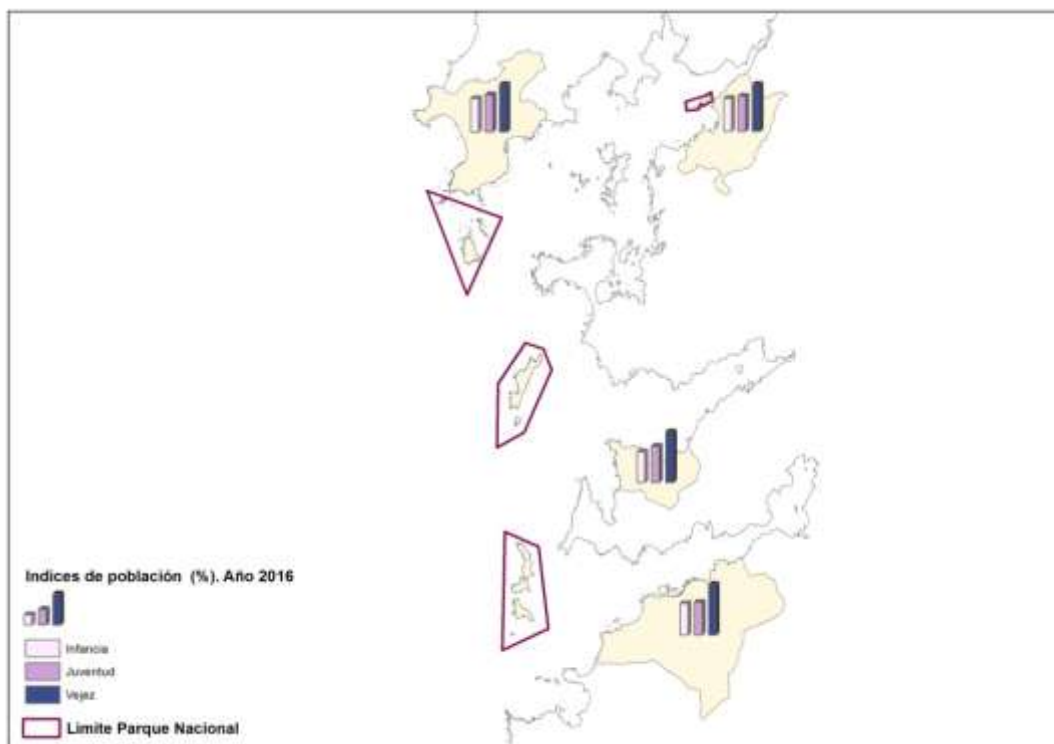 Indices de población (%). Año 2016
Infancia
Juventud
Vejez
Limite Parque Nacional